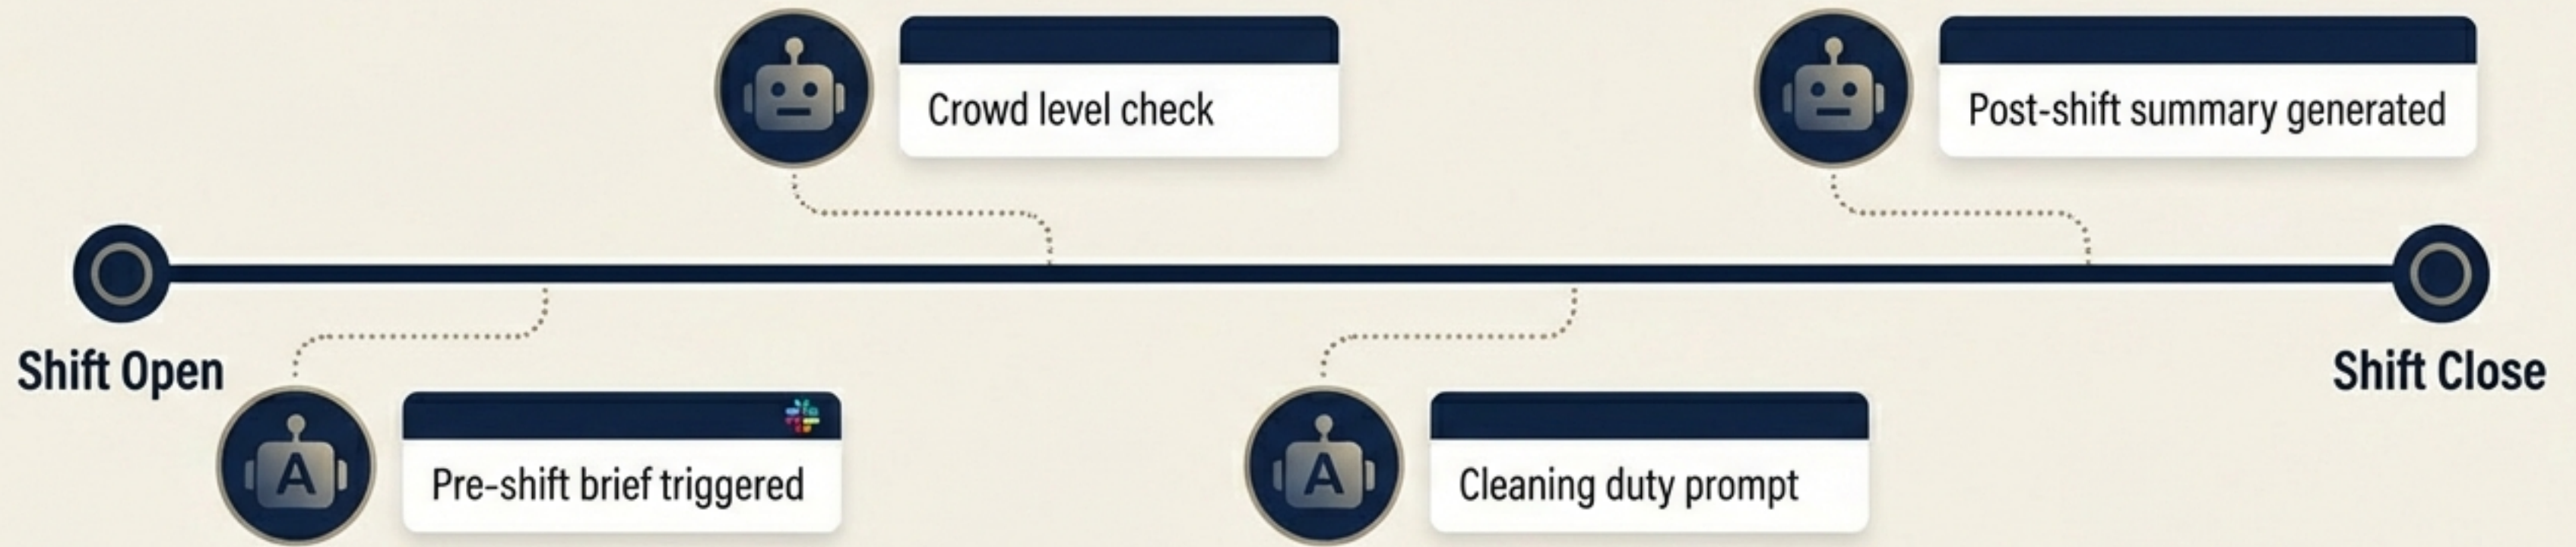 Crowd level check
Post-shift summary generated
Shift Open
Shift Close
A
Pre-shift brief triggered
A
Cleaning duty prompt